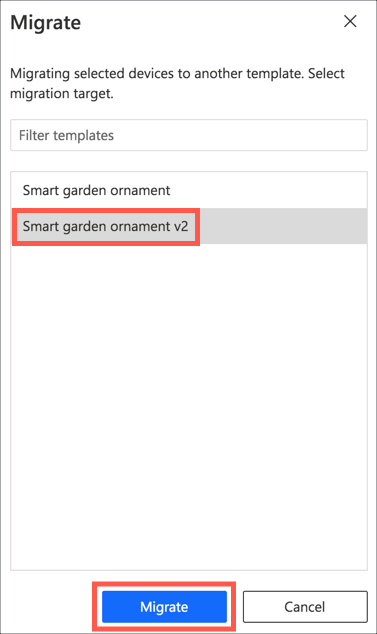 Migrate
Migrating selected devices to another template. Select
migration target.
Filter templates
Smart garden ornament
Smart garden ornament v2
Migrate
Cancel